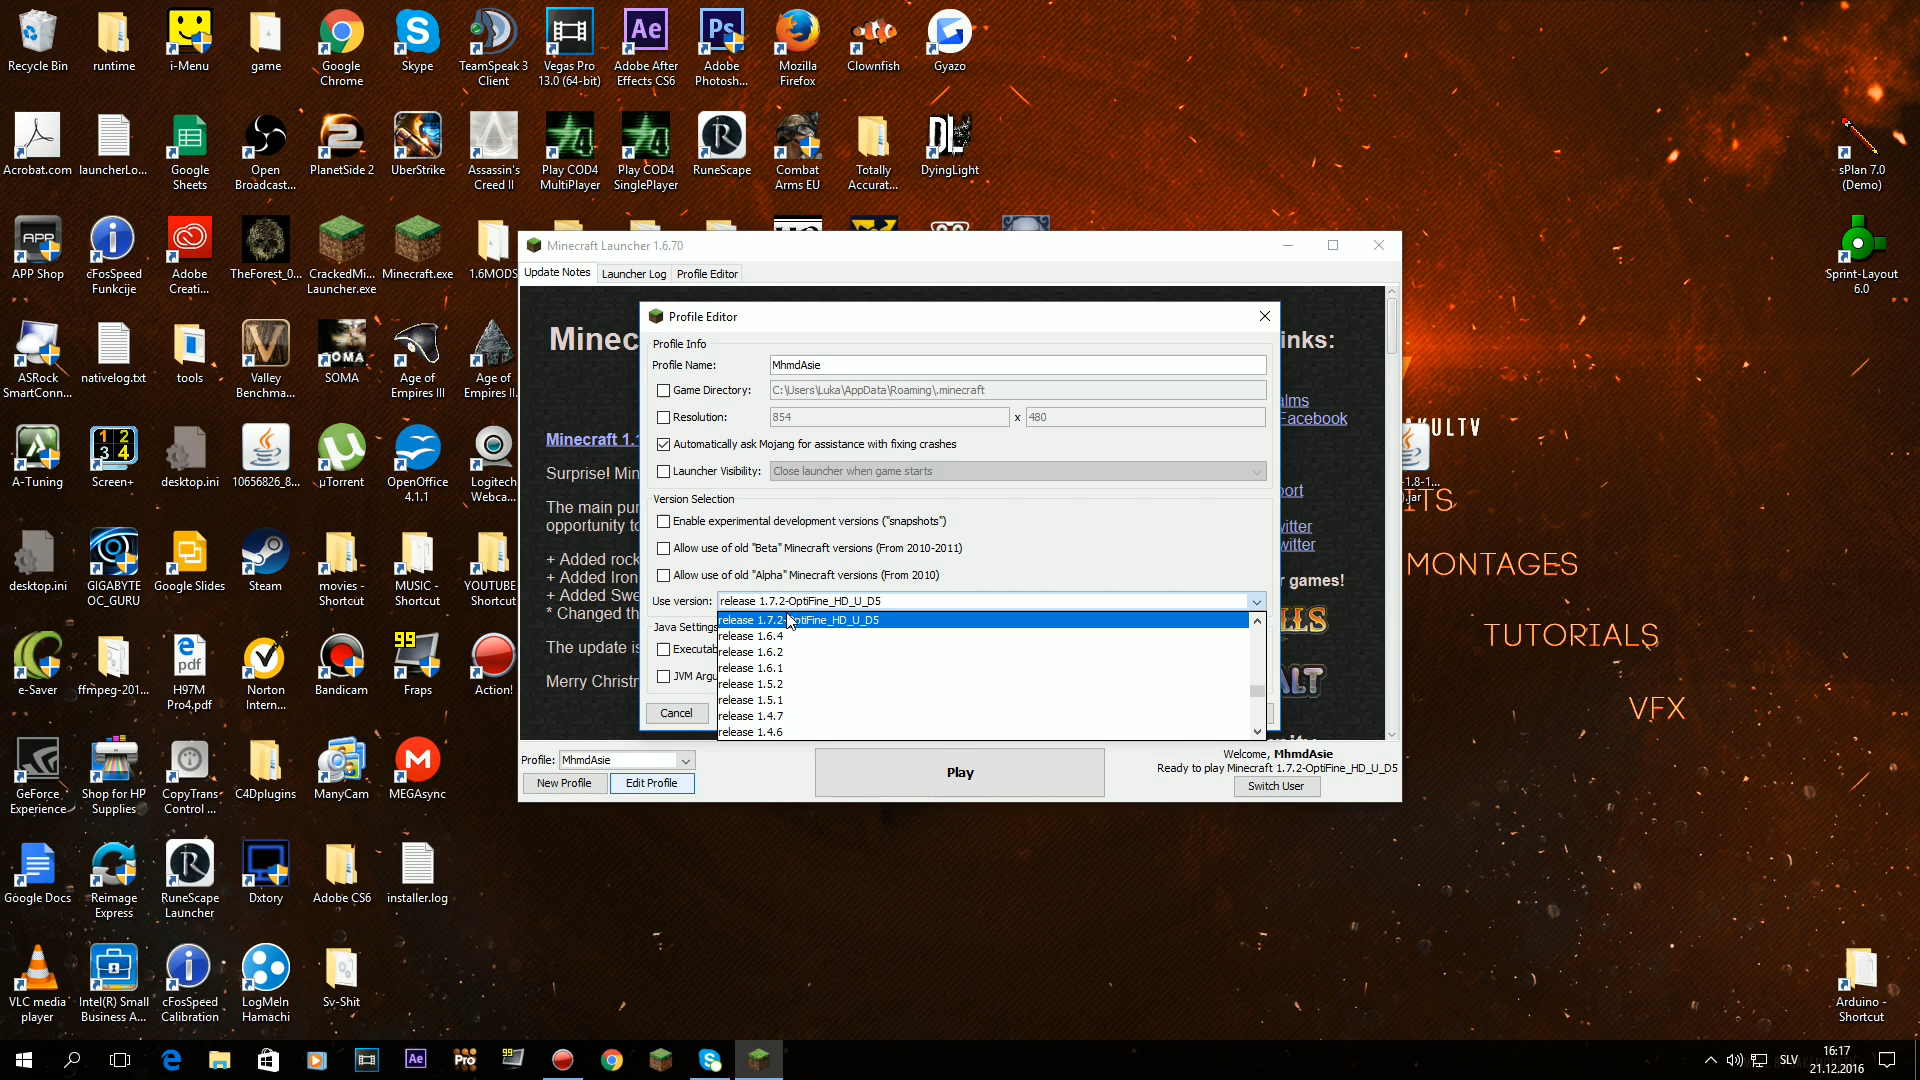 Recycle Bin
runtime
i-Menu
game
Google
Chrome
Skype
TeamSpeak 3
Client
Vegas Pro
13.0 (64-bit)
Adobe After
Effects CS6
Adobe
Photosh...
Mozilla
Firefox
Clownfish
Gyazo
Acrobat.com
launcherLo...
Google
Sheets
Open
Broadcast...
PlanetSide 2
UberStrike
Assassin's
Creed II
Play COD4
MultiPlayer
Play COD4
SinglePlayer
RuneScape
Combat
Arms EU
Totally
Accurat...
DyingLight
sPlan 7.0
(Demo)
APP Shop
cFosSpeed
Funkcije
Adobe
Creati...
TheForest_0...
CrackedMi...
Launcher.exe
Minecraft.exe
1.6MODS
Sprint-Layout
6.0
ASRock
SmartConn...
nativelog.txt
tools
Valley
Benchma...
SOMA
Age of
Empires III
Age of
Empires II...
A-Tuning
Screen+
desktop.ini
10656826_8...
µTorrent
OpenOffice
4.1.1
Logitech
Webca...
desktop.ini
GIGABYTE
OC_GURU
Google Slides
Steam
movies -
Shortcut
MUSIC -
Shortcut
YOUTUBE
Shortcut
e-Saver
ffmpeg-201...
H97M
Pro4.pdf
Norton
Intern...
Bandicam
Fraps
Action!
GeForce
Experience
Shop for HP
Supplies
CopyTrans
Control ...
C4Dplugins
ManyCam
MEGAsync
Google Docs
Reimage
Express
RuneScape
Launcher
Dxtory
Adobe CS6
installer.log
VLC media
player
Intel(R) Small
Business A...
cFosSpeed
Calibration
LogMeIn
Hamachi
Sv-Shit
Arduino -
Shortcut
Minecraft Launcher 1.6.70
Update Notes
Launcher Log
Profile Editor
Minec
inks:
alms
Facebook
Minecraft 1.1
Surprise! Min
The main pur
opportunity to
+ Added rock
+ Added Iron
+ Added Swe
* Changed th
The update is
Merry Christm
port
witter
witter
r games!
Profile Editor
Profile Info
Profile Name:
MhmdAsie
Game Directory:
C:\Users\Luka\AppData\Roaming\.minecraft
Resolution:
854
x
480
Automatically ask Mojang for assistance with fixing crashes
Launcher Visibility:
Close launcher when game starts
Version Selection
Enable experimental development versions ("snapshots")
Allow use of old "Beta" Minecraft versions (From 2010-2011)
Allow use of old "Alpha" Minecraft versions (From 2010)
Use version:
release 1.7.2-OptiFine_HD_U_D5
release 1.7.2-OptiFine_HD_U_D5
release 1.6.4
release 1.6.2
release 1.6.1
release 1.5.2
release 1.5.1
release 1.4.7
release 1.4.6
Java Settings
Executab
JVM Argu
Cancel
Profile:
MhmdAsie
New Profile
Edit Profile
Play
Welcome, MhmdAsie
Ready to play Minecraft 1.7.2-OptiFine_HD_U_D5
Switch User
KULTV
-1.8-1...
.jar
ITS
MONTAGES
TUTORIALS
VFX
SLV
16:17
21.12.2016